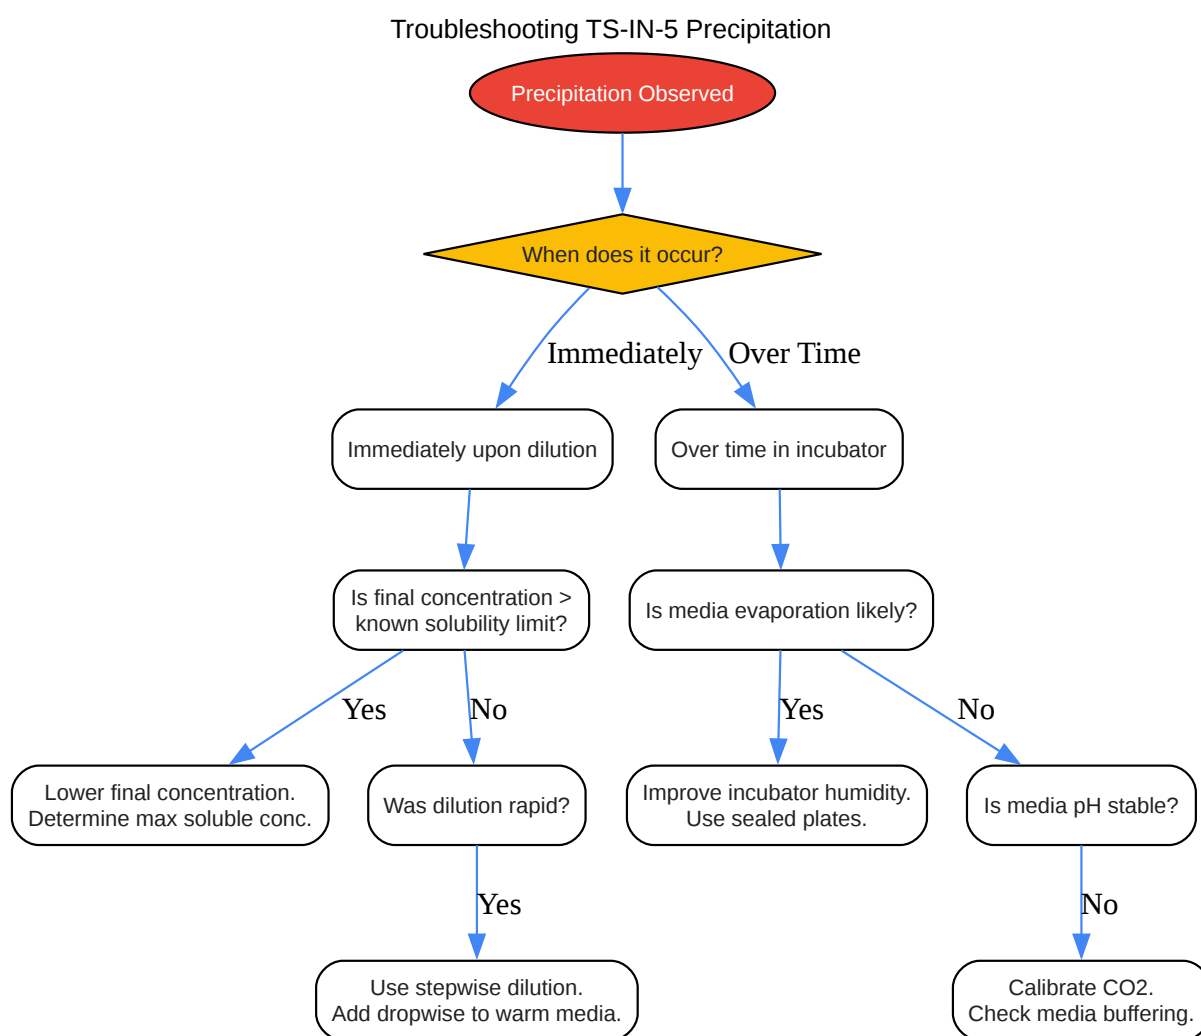 Troubleshooting TS-IN-5 Precipitation
Precipitation Observed
When does it occur?
Immediately
Over Time
Immediately upon dilution
Over time in incubator
Is final concentration >
known solubility limit?
Is media evaporation likely?
Yes
No
Yes
No
Lower final concentration.
Determine max soluble conc.
Was dilution rapid?
Improve incubator humidity.
Use sealed plates.
Is media pH stable?
Yes
No
Use stepwise dilution.
Add dropwise to warm media.
Calibrate CO2.
Check media buffering.